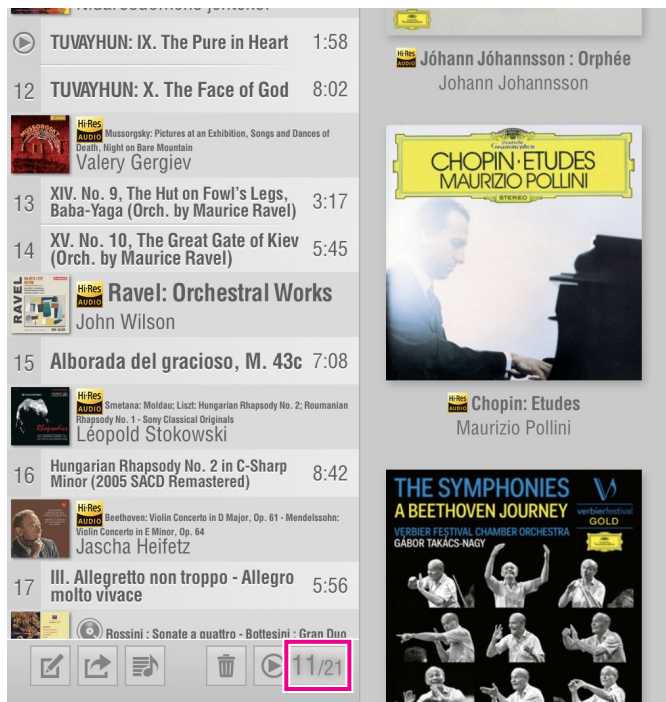 TUVAYHUN: IX. The Pure in Heart 1:58
12 TUVAYHUN: X. The Face of God 8:02
Hi-Res AUDIO Mussorgsky: Pictures at an Exhibition, Songs and Dances of
Death, Night on Bare Mountain
Valery Gergiev
13 XIV. No. 9, The Hut on Fowl's Legs,
Baba-Yaga (Orch. by Maurice Ravel) 3:17
14 XV. No. 10, The Great Gate of Kiev
(Orch. by Maurice Ravel) 5:45
RAVEL
Hi-Res AUDIO Ravel: Orchestral Works
John Wilson
15 Alborada del gracioso, M. 43c 7:08
Rhapsodies
Hi-Res AUDIO Smetana: Moldau; Liszt: Hungarian Rhapsody No. 2; Roumanian
Rhapsody No. 1 - Sony Classical Originals
Léopold Stokowski
16 Hungarian Rhapsody No. 2 in C-Sharp
Minor (2005 SACD Remastered) 8:42
Hi-Res AUDIO Beethoven: Violin Concerto in D Major, Op. 61 - Mendelssohn:
Violin Concerto in E Minor, Op. 64
Jascha Heifetz
17 III. Allegretto non troppo - Allegro
molto vivace 5:56
Rossini : Sonate a quattro - Bottesini : Gran Duo
11/21
Hi-Res AUDIO Jóhann Jóhannsson : Orphée
Johann Johannsson
Deutsche
Grammophon
CHOPIN·ETUDES
MAURIZIO POLLINI
STEREO
Hi-Res AUDIO Chopin: Etudes
Maurizio Pollini
THE SYMPHONIES
A BEETHOVEN JOURNEY
VERBIER FESTIVAL CHAMBER ORCHESTRA
GÁBOR TAKÁCS-NAGY
verbierfestival
GOLD